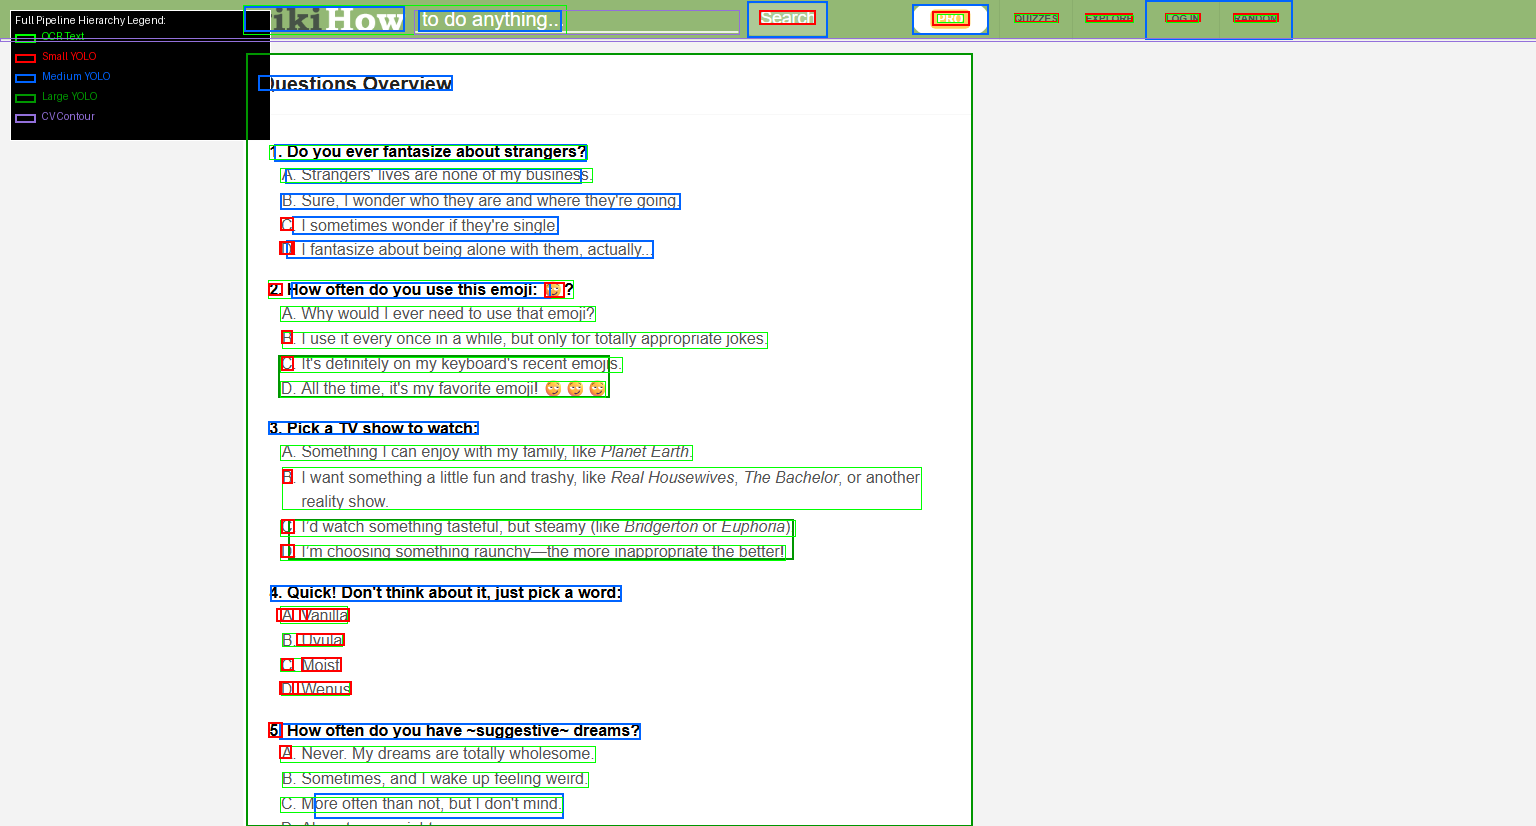 Full Pipeline Hierarchy Legend:
OCR Text
Small YOLO
Medium YOLO
Large YOLO
CV Contour
wikiHow to do anything... Search PRO QUIZZES EXPLORE LOG IN RANDOM
Questions Overview
1. Do you ever fantasize about strangers?
A. Strangers' lives are none of my business.
B. Sure, I wonder who they are and where they're going.
C. I sometimes wonder if they're single.
D. I fantasize about being alone with them, actually...
2. How often do you use this emoji: 😏?
A. Why would I ever need to use that emoji?
B. I use it every once in a while, but only for totally appropriate jokes.
C. It's definitely on my keyboard's recent emojis.
D. All the time, it's my favorite emoji! 😏 😏 😏
3. Pick a TV show to watch:
A. Something I can enjoy with my family, like Planet Earth.
B. I want something a little fun and trashy, like Real Housewives, The Bachelor, or another
reality show.
C. I'd watch something tasteful, but steamy (like Bridgerton or Euphoria).
D. I'm choosing something raunchy—the more inappropriate the better!
4. Quick! Don't think about it, just pick a word:
A. Vanilla
B. Uvula
C. Moist
D. Wenus
5. How often do you have ~suggestive~ dreams?
A. Never. My dreams are totally wholesome.
B. Sometimes, and I wake up feeling weird.
C. More often than not, but I don't mind.